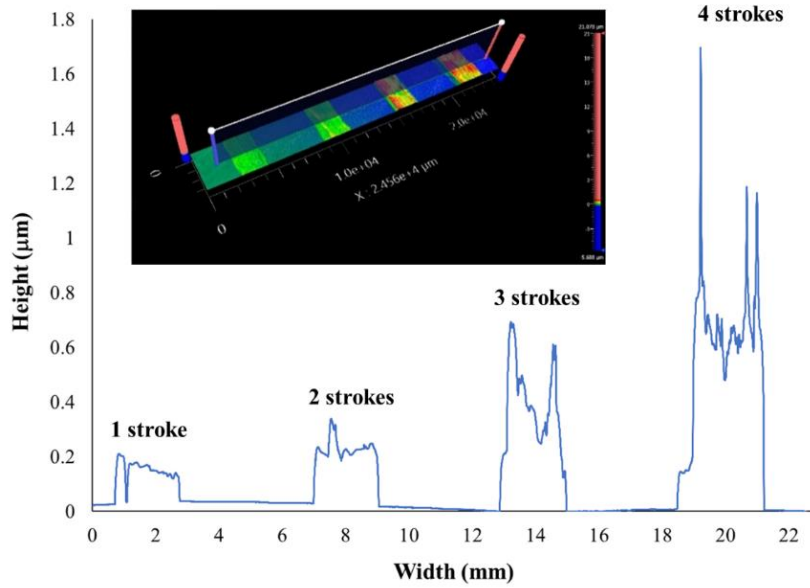 4 strokes
3 strokes
2 strokes
1 stroke
Height (µm)
1.8
1.6
1.4
1.2
1
0.8
0.6
0.4
0.2
0
0 2 4 6 8 10 12 14 16 18 20 22
Width (mm)
0
0
1.0e+04
2.0e+04
X : 2.456e+4 µm